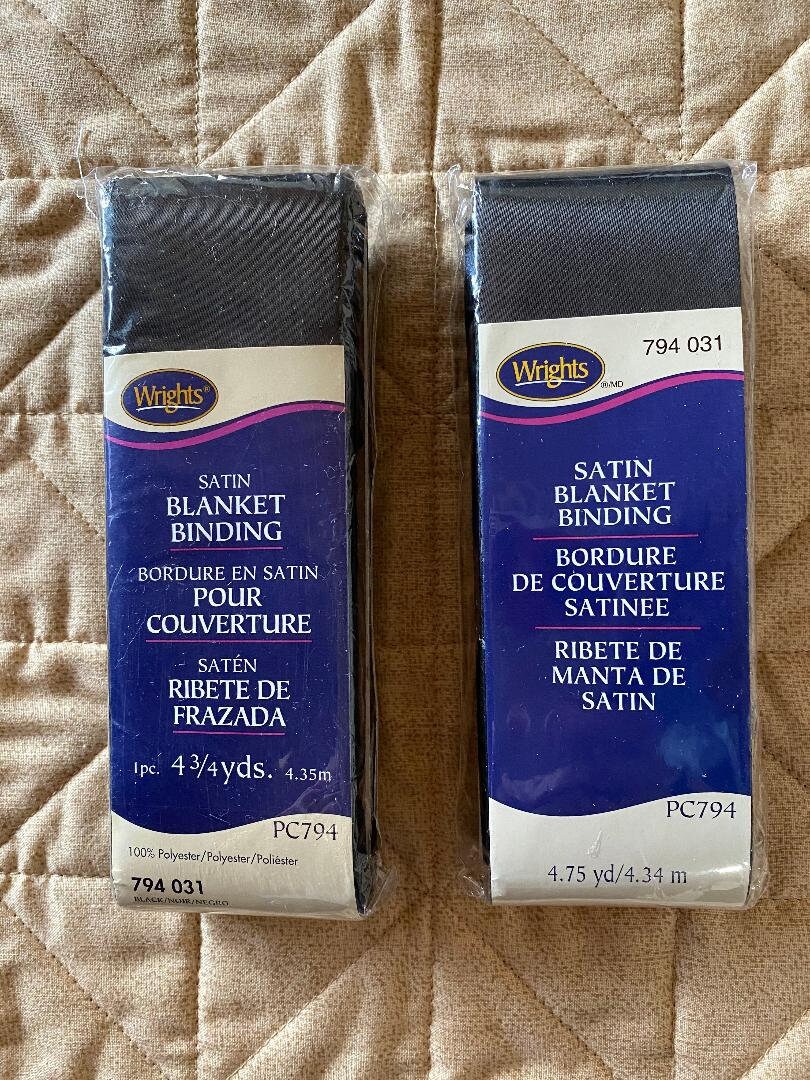 Wrights®
SATIN
BLANKET
BINDING
BORDURE EN SATIN
POUR
COUVERTURE
SATÉN
RIBETE DE
FRAZADA
1pc. 4 3/4 yds. 4.35m
PC794
100% Polyester/Polyester/Poliéster
794 031
BLACK/NOIR/NEGRO
794 031
Wrights®/MD
SATIN
BLANKET
BINDING
BORDURE
DE COUVERTURE
SATINEE
RIBETE DE
MANTA DE
SATIN
PC794
4.75 yd/4.34 m